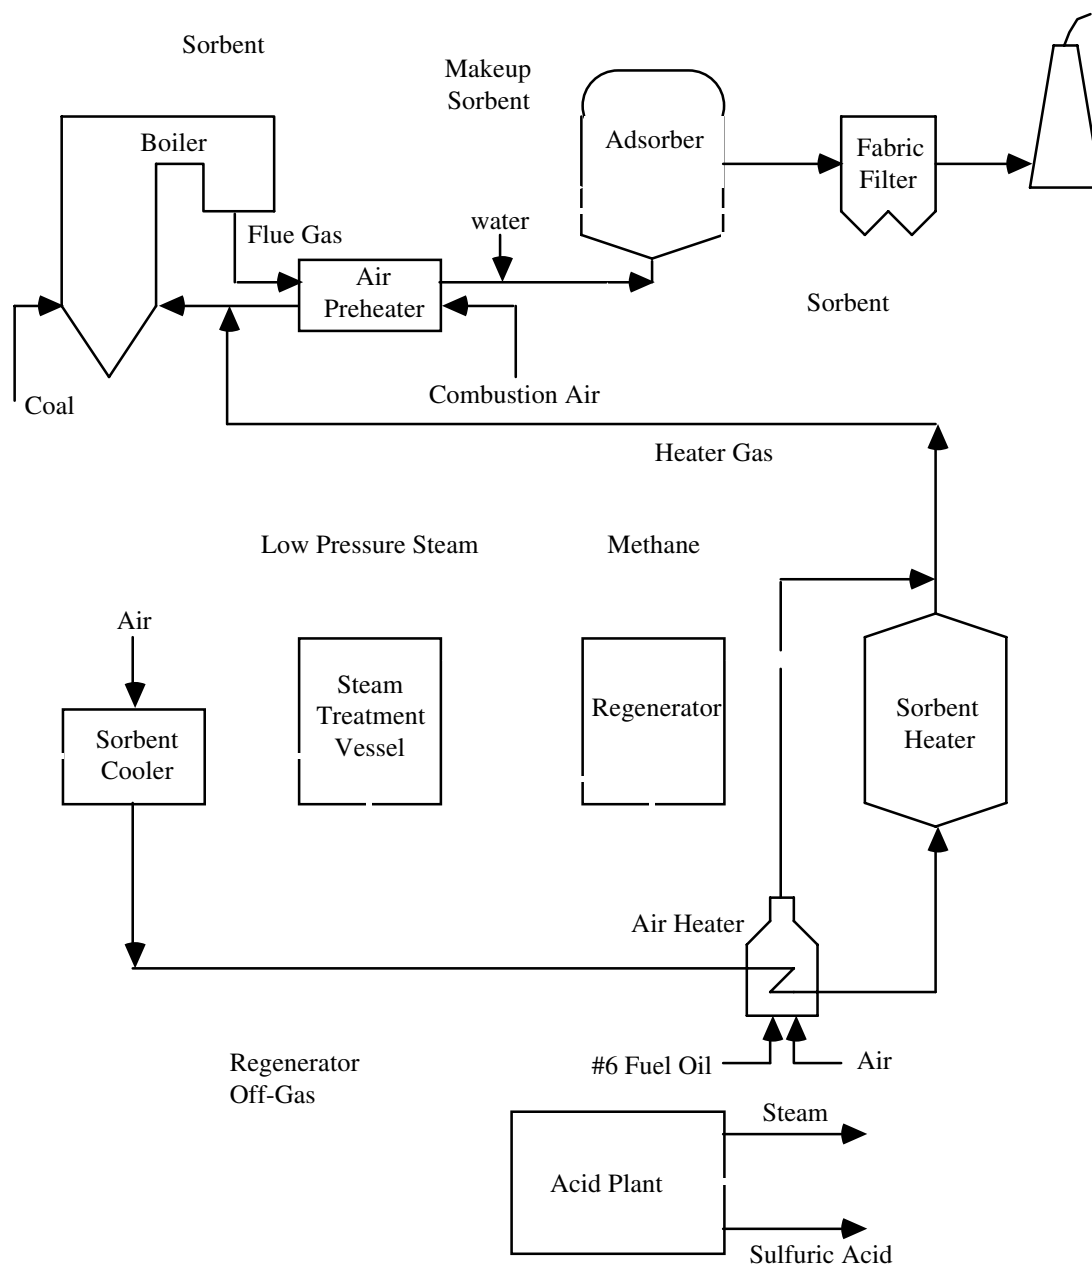 Sorbent
Makeup
Sorbent
Boiler
Adsorber
Fabric
Filter
water
Flue Gas
Air
Preheater
Sorbent
Combustion Air
Coal
Heater Gas
Low Pressure Steam
Methane
Air
Steam
Treatment
Vessel
Regenerator
Sorbent
Heater
Sorbent
Cooler
Air Heater
Regenerator
Off-Gas
#6 Fuel Oil
Air
Steam
Acid Plant
Sulfuric Acid